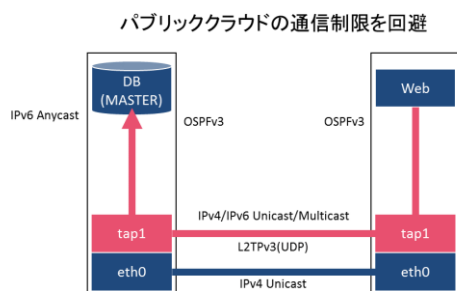 パブリッククラウドの通信制限を回避
DB
(MASTER)
Web
IPv6 Anycast
OSPFv3
OSPFv3
IPv4/IPv6 Unicast/Multicast
tap1
tap1
L2TPv3(UDP)
eth0
eth0
IPv4 Unicast